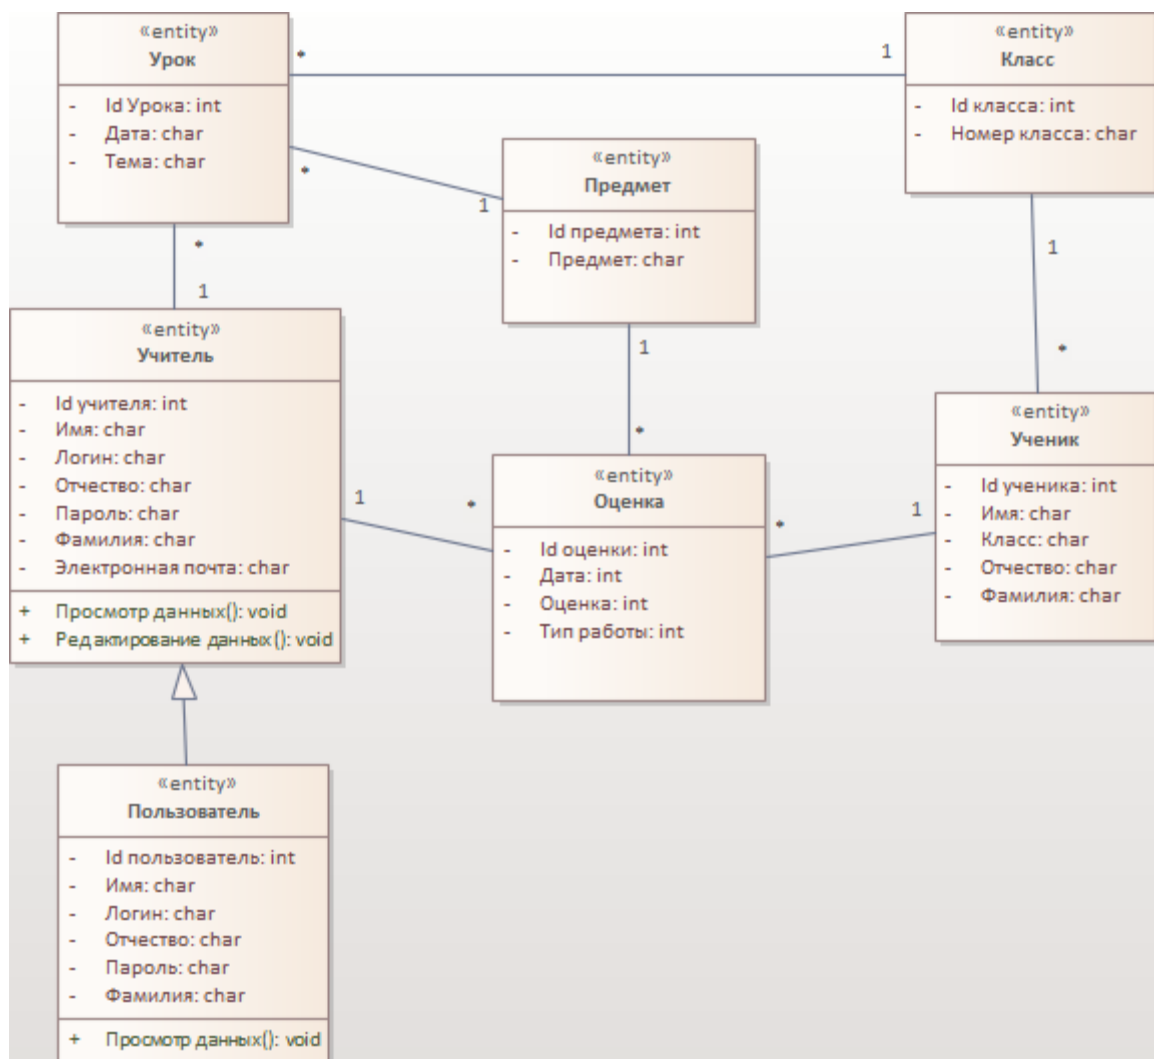 «entity»
Урок
- Id Урока: int
- Дата: char
- Тема: char
*
1
«entity»
Класс
- Id класса: int
- Номер класса: char
*
1
«entity»
Предмет
- Id предмета: int
- Предмет: char
*
1
1
*
1
*
«entity»
Учитель
- Id учителя: int
- Имя: char
- Логин: char
- Отчество: char
- Пароль: char
- Фамилия: char
- Электронная почта: char
+ Просмотр данных(): void
+ Редактирование данных(): void
1
*
«entity»
Оценка
- Id оценки: int
- Дата: int
- Оценка: int
- Тип работы: int
*
1
«entity»
Ученик
- Id ученика: int
- Имя: char
- Класс: char
- Отчество: char
- Фамилия: char
«entity»
Пользователь
- Id пользователь: int
- Имя: char
- Логин: char
- Отчество: char
- Пароль: char
- Фамилия: char
+ Просмотр данных(): void